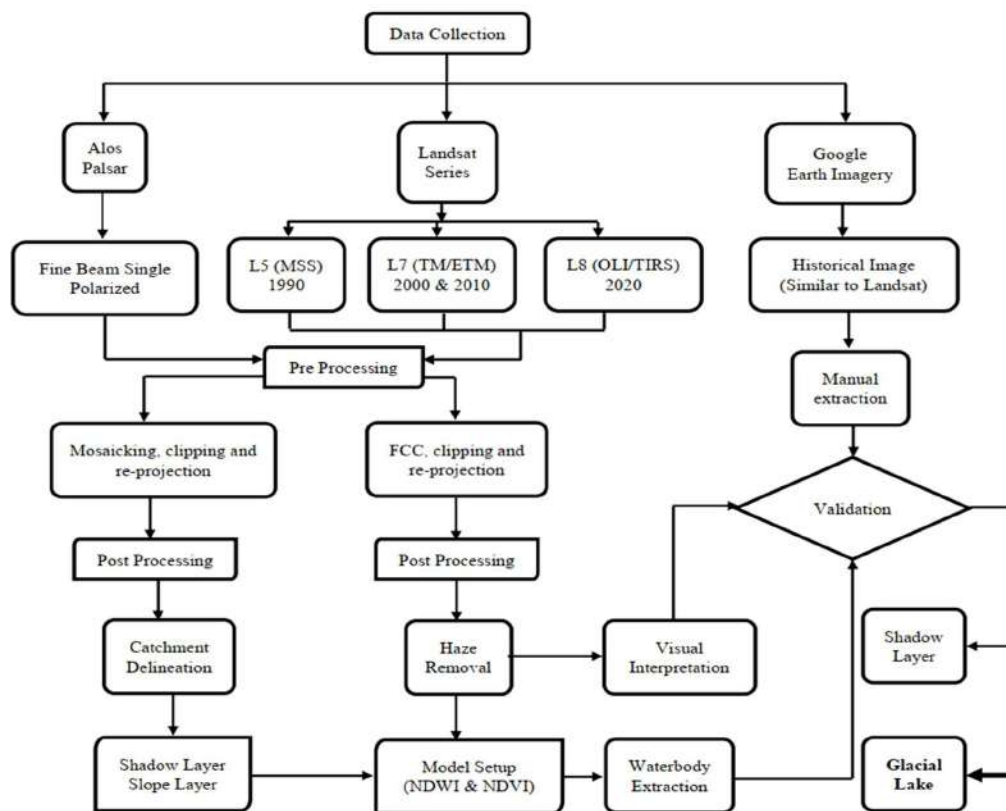 Data Collection
Alos
Palsar
Landsat
Series
Google
Earth Imagery
Fine Beam Single
Polarized
L5 (MSS)
1990
L7 (TM/ETM)
2000 & 2010
L8 (OLI/TIRS)
2020
Historical Image
(Similar to Landsat)
Pre Processing
Manual
extraction
Mosaicking, clipping and
re-projection
FCC, clipping and
re-projection
Validation
Post Processing
Post Processing
Catchment
Delineation
Haze
Removal
Visual
Interpretation
Shadow
Layer
Shadow Layer
Slope Layer
Model Setup
(NDWI & NDVI)
Waterbody
Extraction
Glacial
Lake